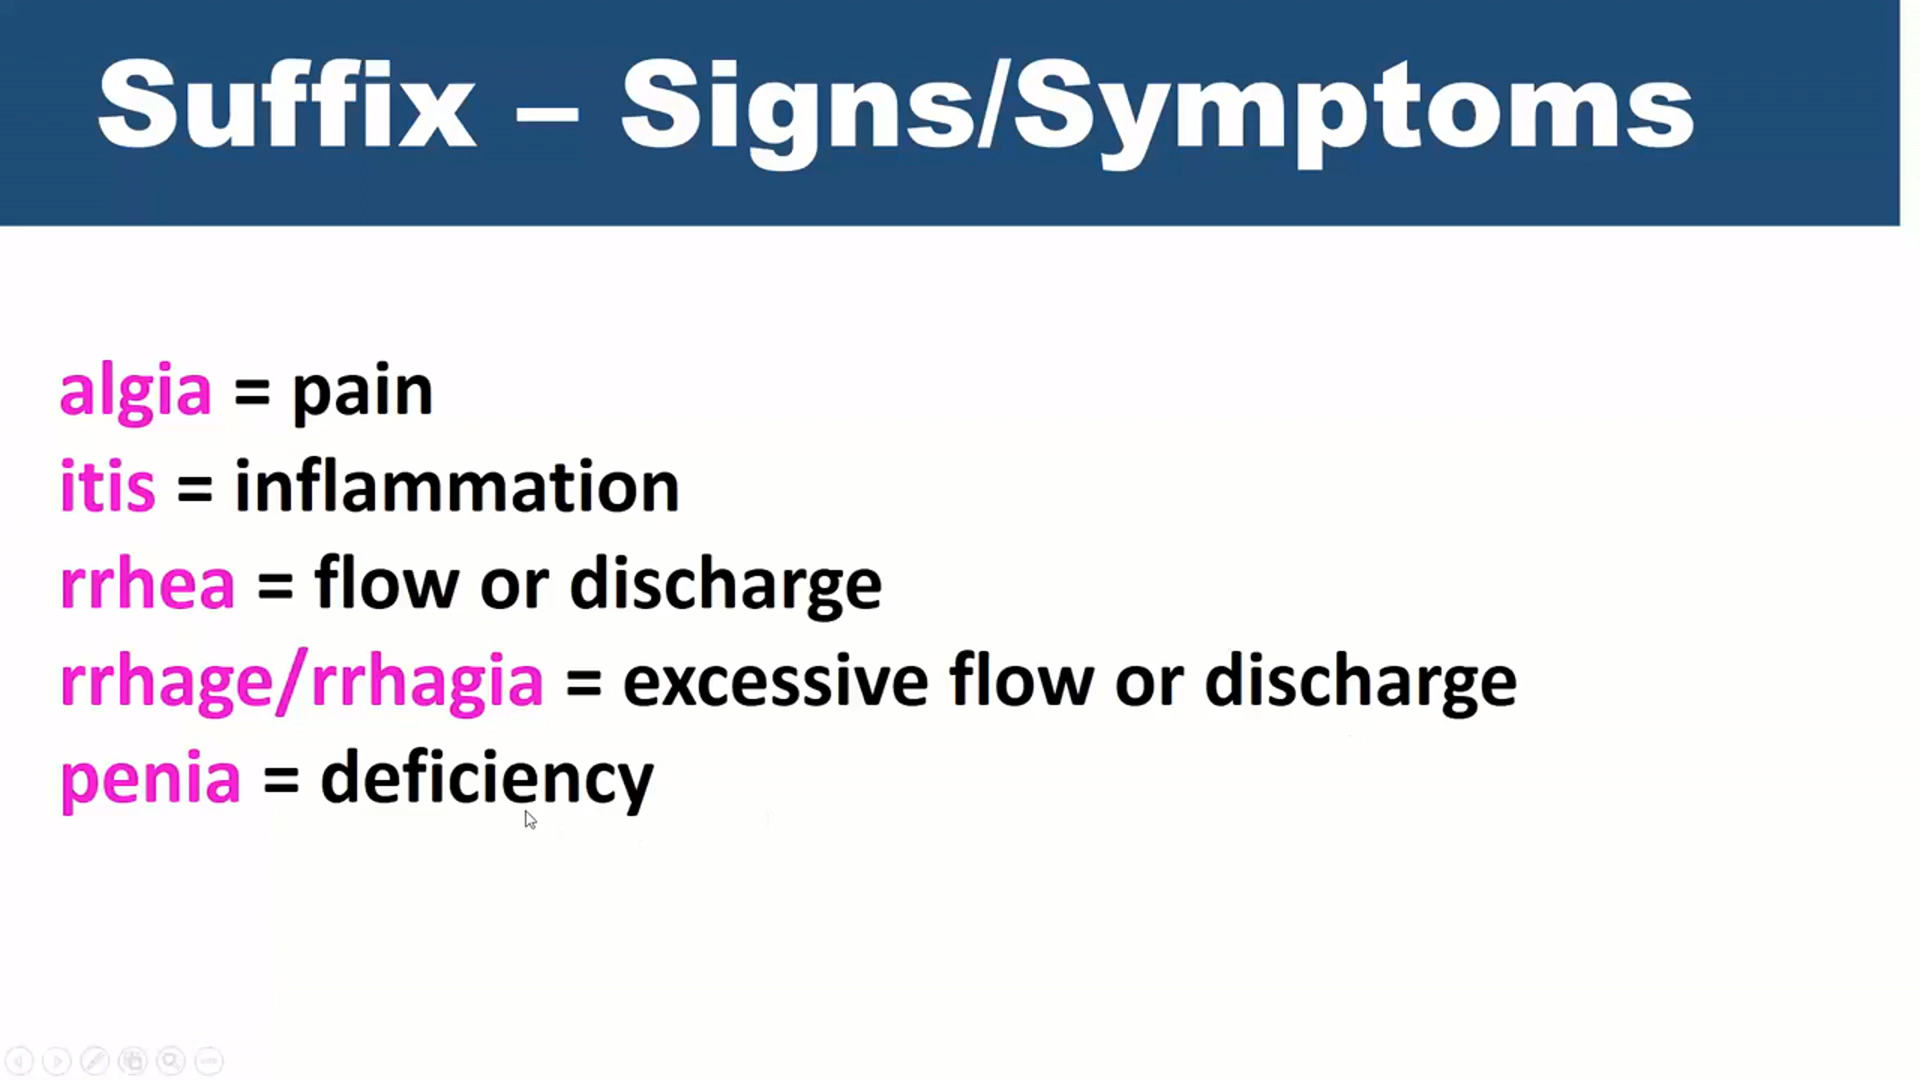 Suffix – Signs/Symptoms
algia = pain
itis = inflammation
rrhea = flow or discharge
rrhage/rrhagia = excessive flow or discharge
penia = deficiency